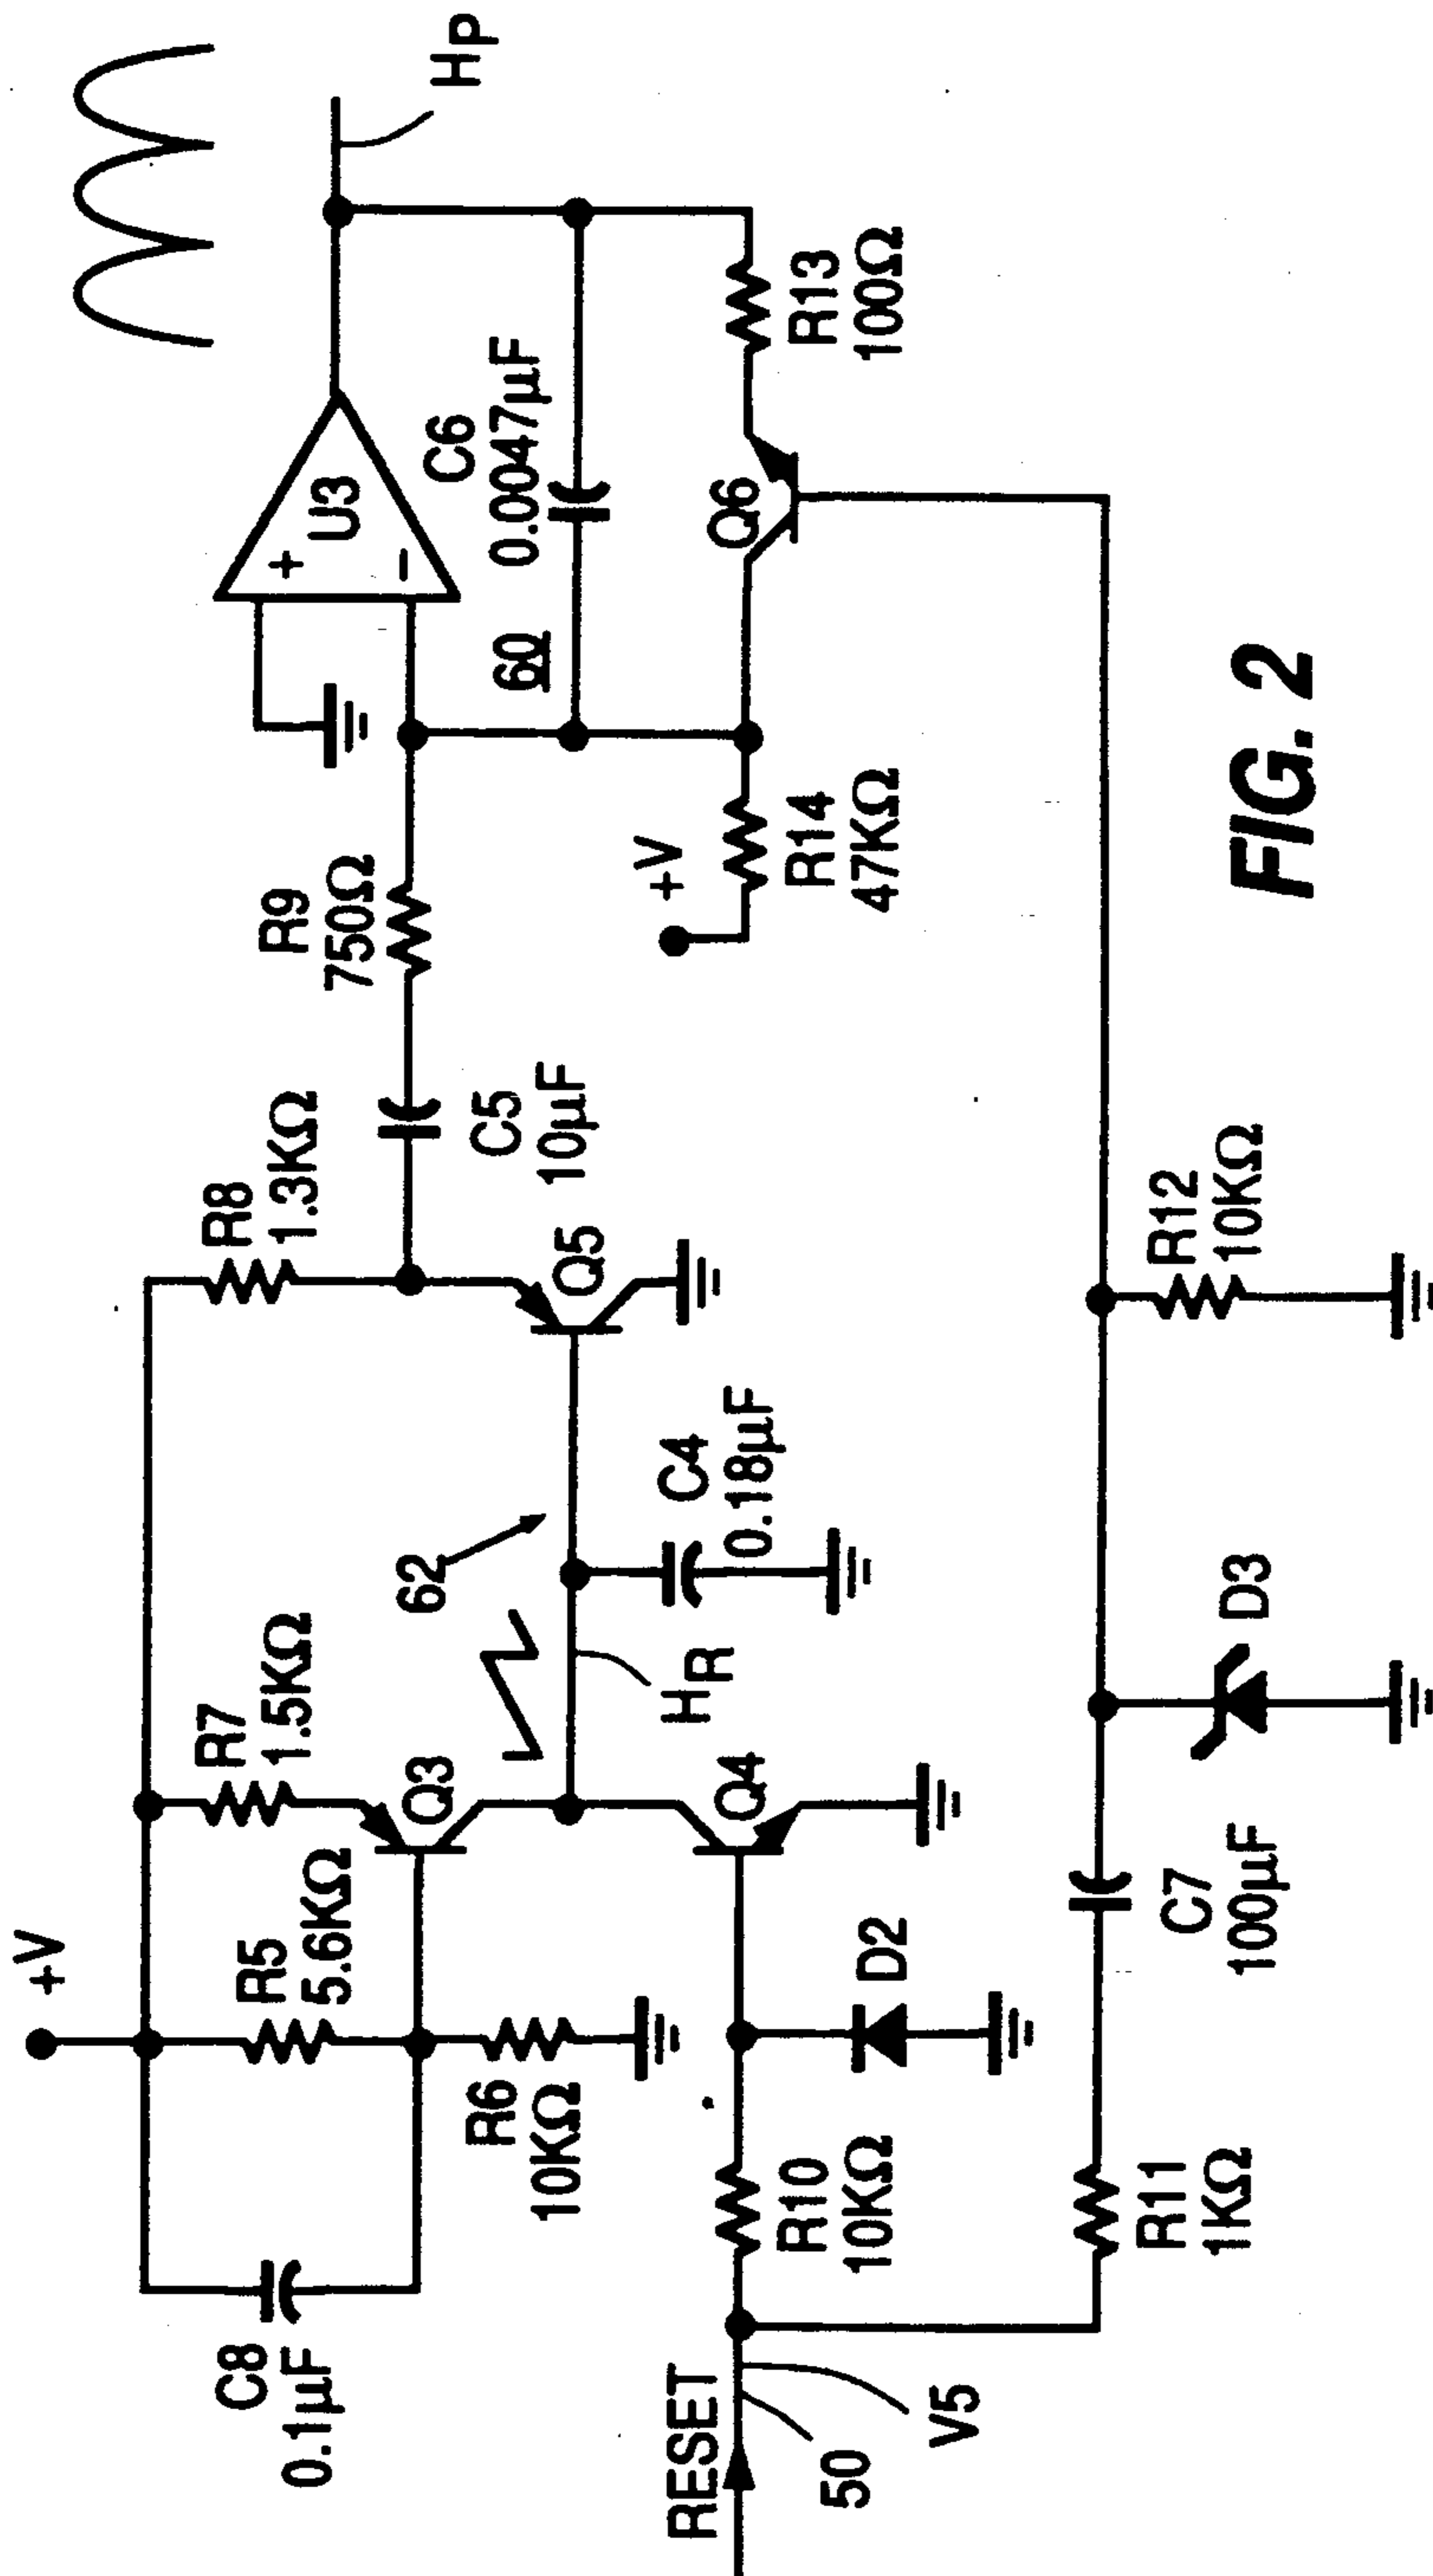 +V
C8
0.1µF
R5
5.6KΩ
R7
1.5KΩ
R8
1.3KΩ
R6
10KΩ
Q3
62
HR
Q4
C4
0.18µF
Q5
C5
10µF
R9
750Ω
+
−
U3
HP
60
C6
0.0047µF
+V
R14
47KΩ
Q6
R13
100Ω
RESET
50
V5
R10
10KΩ
D2
R11
1KΩ
C7
100µF
D3
R12
10KΩ
FIG. 2